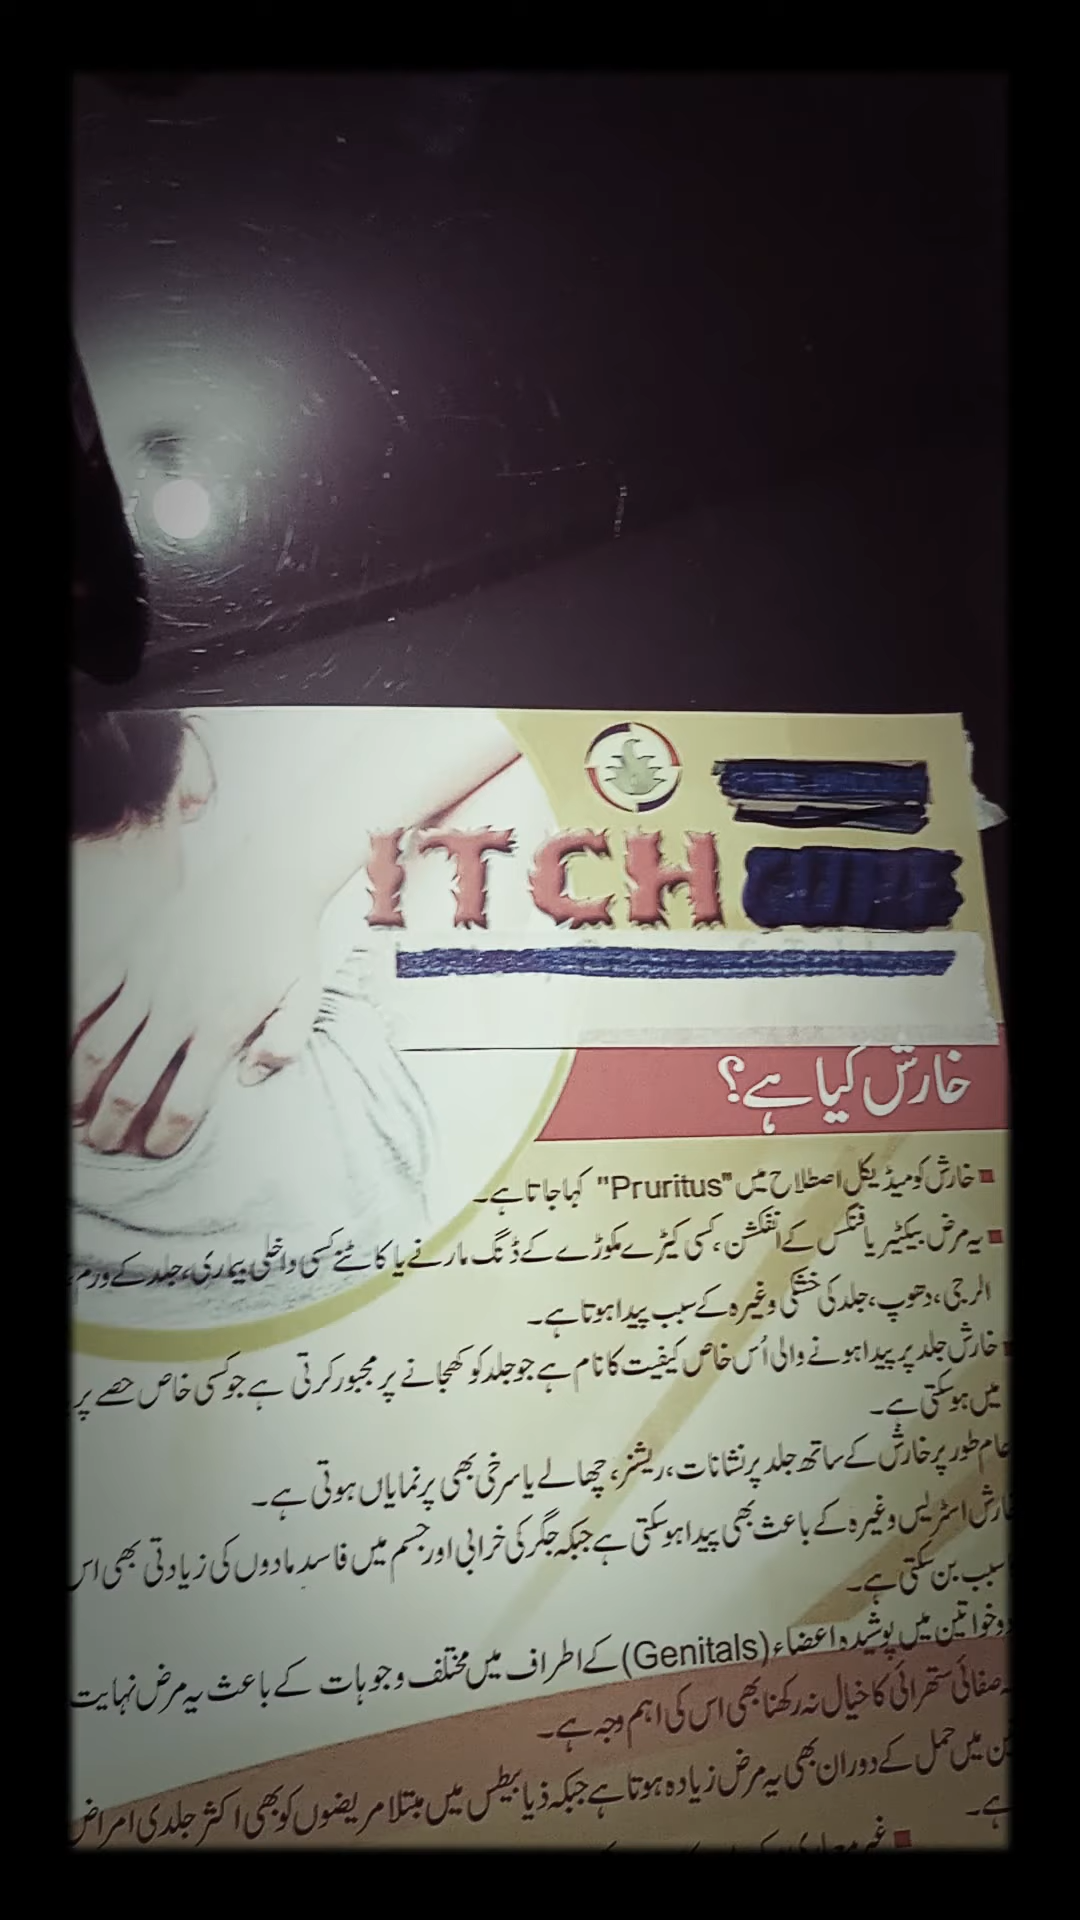 ITCH
خارش کیا ہے؟
خارش کو میڈیکل اصطلاح میں "Pruritus" کہا جاتا ہے۔
یہ مرض بیکٹیریا یا فنگس کے انفکشن، کسی کیڑے مکوڑے کے ڈنگ مارنے یا کاٹنے کسی داخلی بیماری، جلد کے ورم
الرجی، دھوپ، جلد کی خشکی وغیرہ کے سبب پیدا ہوتا ہے۔
خارش جلد پر پیدا ہونے والی اُس خاص کیفیت کا نام ہے جو جلد کو کھجانے پر مجبور کرتی ہے جو کسی خاص حصے پر
میں ہوسکتی ہے۔
عام طور پر خارش کے ساتھ جلد پر نشانات، ریشنز، چھالے یا سرخی بھی پر نمایاں ہوتی ہے۔
خارش اسٹریس وغیرہ کے باعث بھی پیدا ہوسکتی ہے جبکہ جگر کی خرابی اور جسم میں فاسد مادوں کی زیادتی بھی اس
سبب بن سکتی ہے۔
خواتین میں پوشیدہ اعضاء (Genitals) کے اطراف میں مختلف وجوہات کے باعث یہ مرض نہایت
صفائی ستھرائی کا خیال نہ رکھنا بھی اس کی اہم وجہ ہے۔
میں حمل کے دوران بھی یہ مرض زیادہ ہوتا ہے جبکہ ذیابیطس میں مبتلا مریضوں کو بھی اکثر جلدی امراض
ہے۔